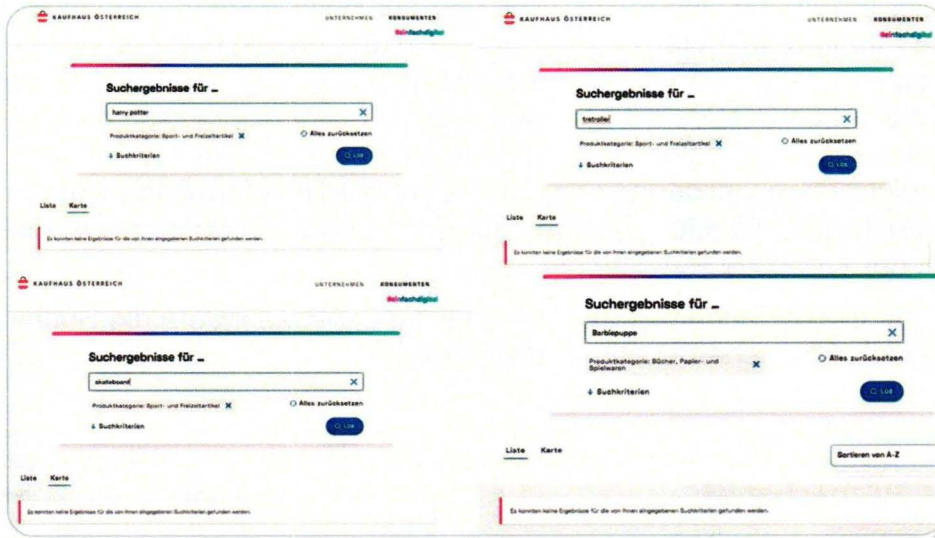 KAUFHAUS ÖSTERREICH
UNTERNEHMEN KONSUMENTEN
#einfachdigital
Suchergebnisse für ...
harry potter
Produktkategorie: Sport- und Freizeitartikel X
Alles zurücksetzen
Suchkriterien
LOS
Liste Karte
Es konnten keine Ergebnisse für die von Ihnen eingegebenen Suchkriterien gefunden werden.
KAUFHAUS ÖSTERREICH
UNTERNEHMEN KONSUMENTEN
#einfachdigital
Suchergebnisse für ...
tretroller
Produktkategorie: Sport- und Freizeitartikel X
Alles zurücksetzen
Suchkriterien
LOS
Liste Karte
Es konnten keine Ergebnisse für die von Ihnen eingegebenen Suchkriterien gefunden werden.
KAUFHAUS ÖSTERREICH
UNTERNEHMEN KONSUMENTEN
#einfachdigital
Suchergebnisse für ...
skateboard
Produktkategorie: Sport- und Freizeitartikel X
Alles zurücksetzen
Suchkriterien
LOS
Liste Karte
Es konnten keine Ergebnisse für die von Ihnen eingegebenen Suchkriterien gefunden werden.
Suchergebnisse für ...
Barbiepuppe
Produktkategorie: Bücher, Papier- und
Spielwaren X
Alles zurücksetzen
Suchkriterien
LOS
Liste Karte
Sortieren von A-Z
Es konnten keine Ergebnisse für die von Ihnen eingegebenen Suchkriterien gefunden werden.